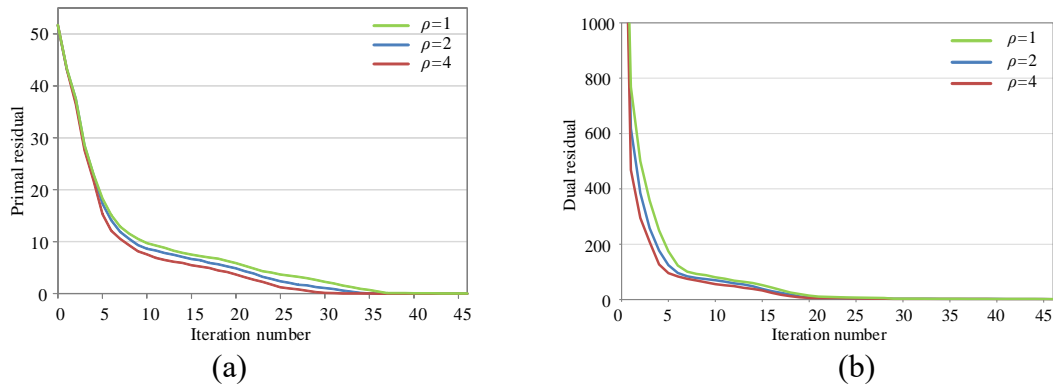 50
40
30
20
10
0
Primal residual
ρ=1
ρ=2
ρ=4
0 5 10 15 20 25 30 35 40 45
Iteration number
(a)
1000
800
600
400
200
0
Dual residual
ρ=1
ρ=2
ρ=4
0 5 10 15 20 25 30 35 40 45
Iteration number
(b)